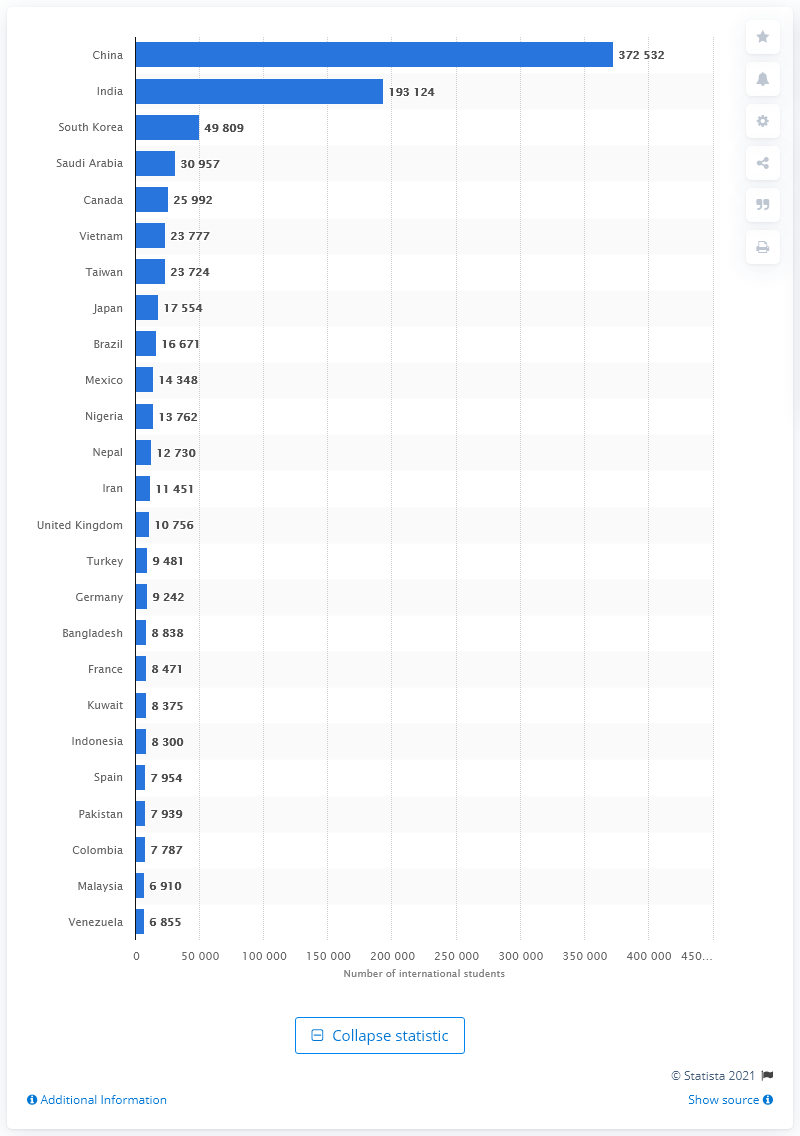 China 372 532
India 193 124
South Korea 49 809
Saudi Arabia 30 957
Canada 25 992
Vietnam 23 777
Taiwan 23 724
Japan 17 554
Brazil 16 671
Mexico 14 348
Nigeria 13 762
Nepal 12 730
Iran 11 451
United Kingdom 10 756
Turkey 9 481
Germany 9 242
Bangladesh 8 838
France 8 471
Kuwait 8 375
Indonesia 8 300
Spain 7 954
Pakistan 7 939
Colombia 7 787
Malaysia 6 910
Venezuela 6 855
0 50 000 100 000 150 000 200 000 250 000 300 000 350 000 400 000 450...
Number of international students
Collapse statistic
© Statista 2021
Additional Information Show source